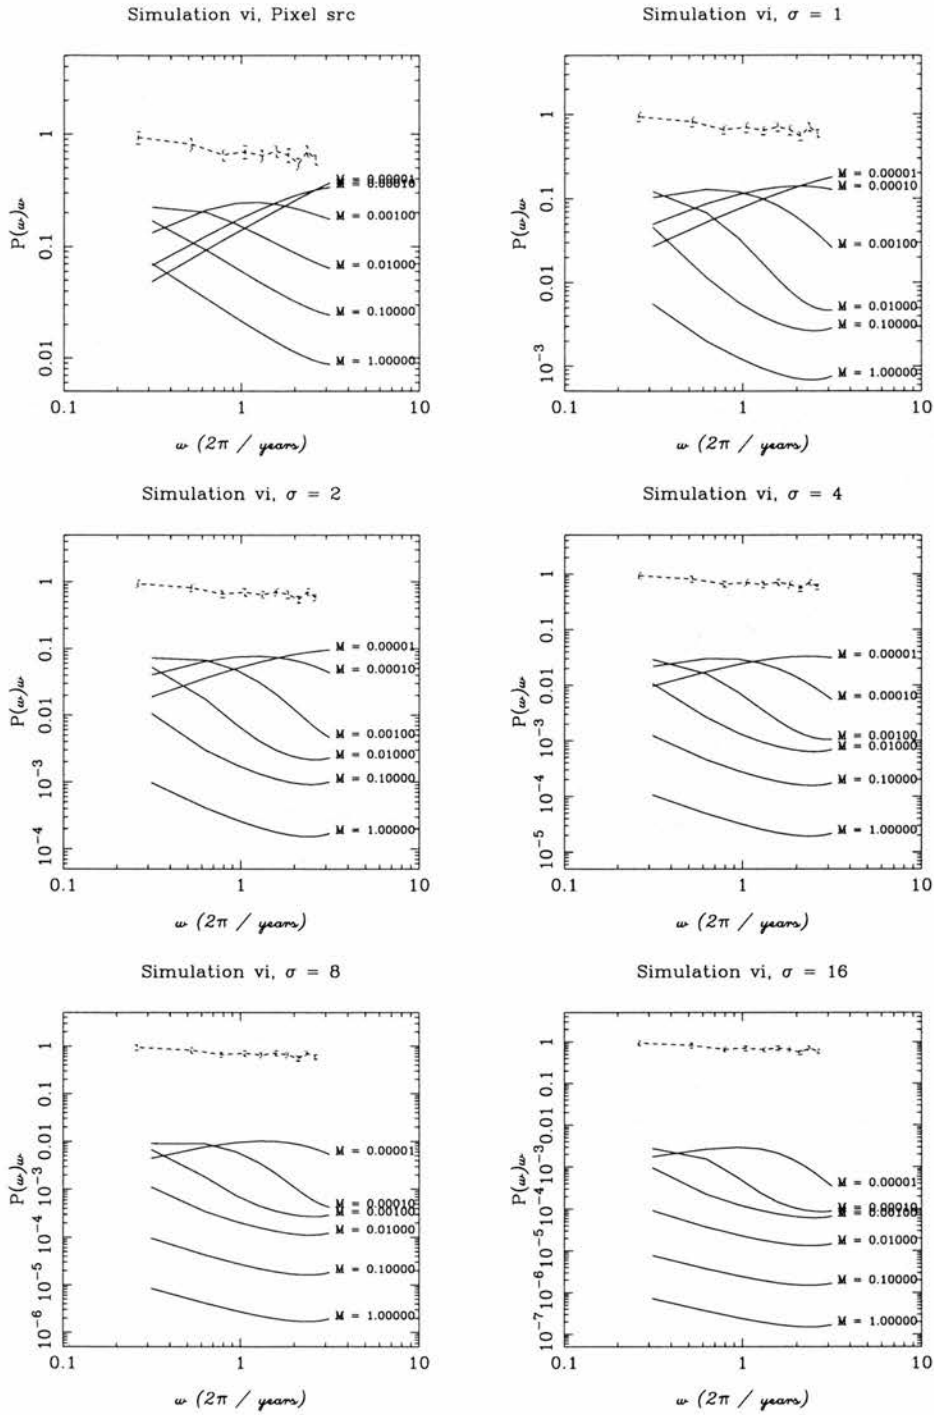 Simulation vi, Pixel src
1
0.1
0.01
P(w)w
M = 0.00001
M = 0.00010
M = 0.00100
M = 0.01000
M = 0.10000
M = 1.00000
0.1 1 10
w (2π / years)
Simulation vi, σ = 1
1
0.1
0.01
10⁻³
P(w)w
M = 0.00001
M = 0.00010
M = 0.00100
M = 0.01000
M = 0.10000
M = 1.00000
0.1 1 10
w (2π / years)
Simulation vi, σ = 2
1
0.1
0.01
10⁻³
10⁻⁴
P(w)w
M = 0.00001
M = 0.00010
M = 0.00100
M = 0.01000
M = 0.10000
M = 1.00000
0.1 1 10
w (2π / years)
Simulation vi, σ = 4
1
0.1
0.01
10⁻³
10⁻⁴
10⁻⁵
P(w)w
M = 0.00001
M = 0.00010
M = 0.00100
M = 0.01000
M = 0.10000
M = 1.00000
0.1 1 10
w (2π / years)
Simulation vi, σ = 8
1
0.1
0.01
10⁻³
10⁻⁴
10⁻⁵
10⁻⁶
P(w)w
M = 0.00001
M = 0.00010
M = 0.00100
M = 0.01000
M = 0.10000
M = 1.00000
0.1 1 10
w (2π / years)
Simulation vi, σ = 16
1
0.1
0.01
10⁻³
10⁻⁴
10⁻⁵
10⁻⁶
10⁻⁷
P(w)w
M = 0.00001
M = 0.00010
M = 0.00100
M = 0.01000
M = 0.10000
M = 1.00000
0.1 1 10
w (2π / years)